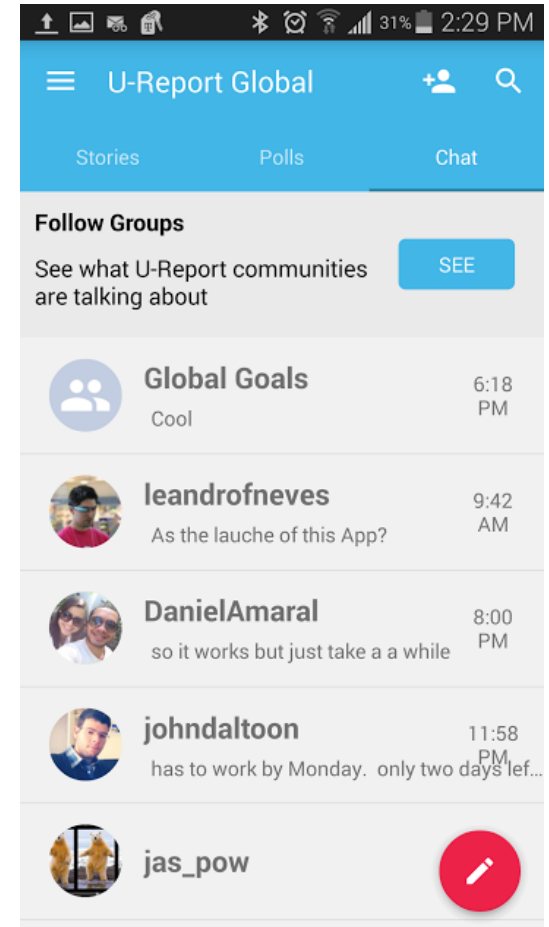 31% 2:29 PM
U-Report Global
Stories Polls Chat
Follow Groups
See what U-Report communities
are talking about
SEE
Global Goals
Cool
6:18
PM
leandrofneves
As the lauche of this App?
9:42
AM
DanielAmaral
so it works but just take a a while
8:00
PM
johndaltoon
has to work by Monday. only two days lef...
11:58
PM
jas_pow